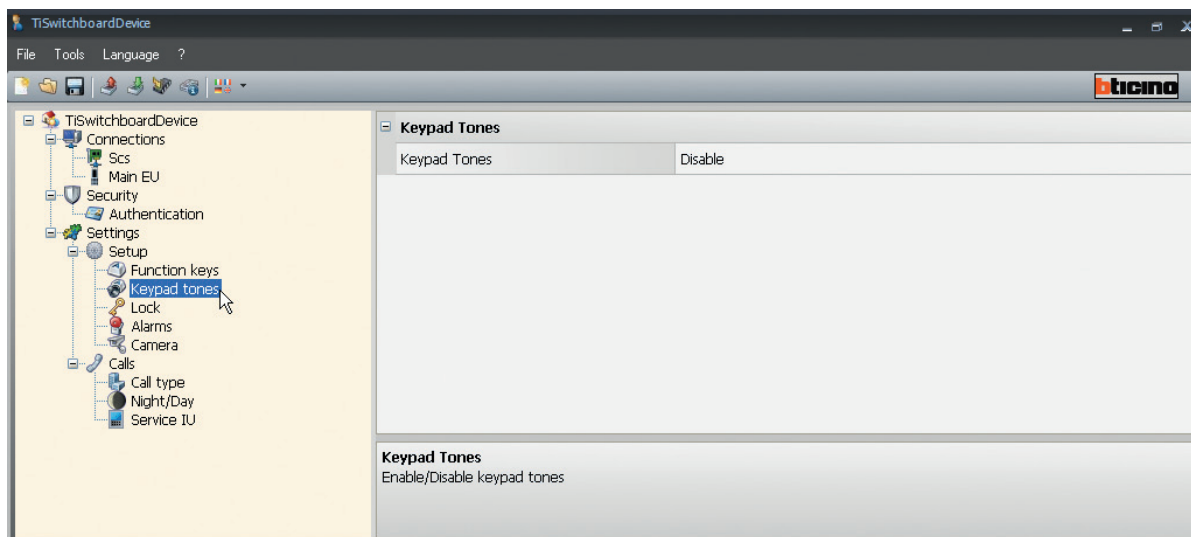 TiSwitchboardDevice
File Tools Language ?
bticino
TiSwitchboardDevice
Connections
Scs
Main EU
Security
Authentication
Settings
Setup
Function keys
Keypad tones
Lock
Alarms
Camera
Calls
Call type
Night/Day
Service IU
Keypad Tones
Keypad Tones Disable
Keypad Tones
Enable/Disable keypad tones